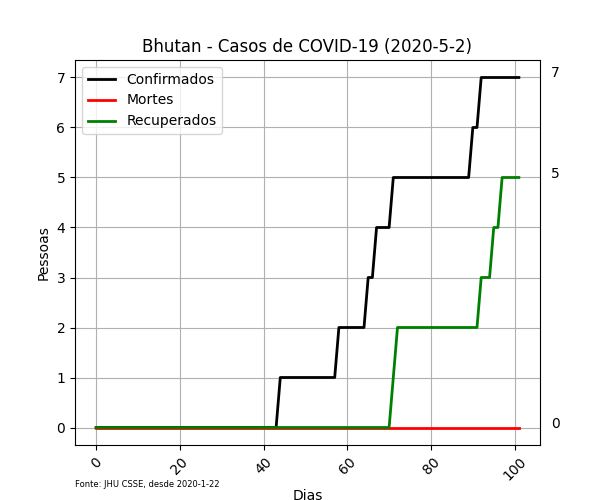 Bhutan - Casos de COVID-19 (2020-5-2)
Confirmados
Mortes
Recuperados
Pessoas
7
6
5
4
3
2
1
0
7
5
0
0
20
40
60
80
100
Dias
Fonte: JHU CSSE, desde 2020-1-22